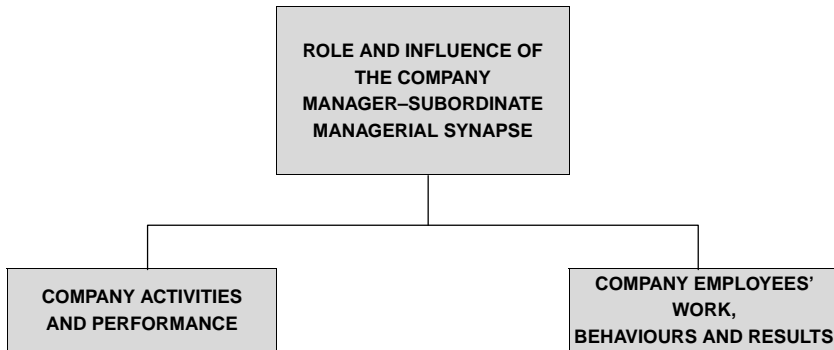 ROLE AND INFLUENCE OF
THE COMPANY
MANAGER–SUBORDINATE
MANAGERIAL SYNAPSE
COMPANY ACTIVITIES
AND PERFORMANCE
COMPANY EMPLOYEES’
WORK,
BEHAVIOURS AND RESULTS